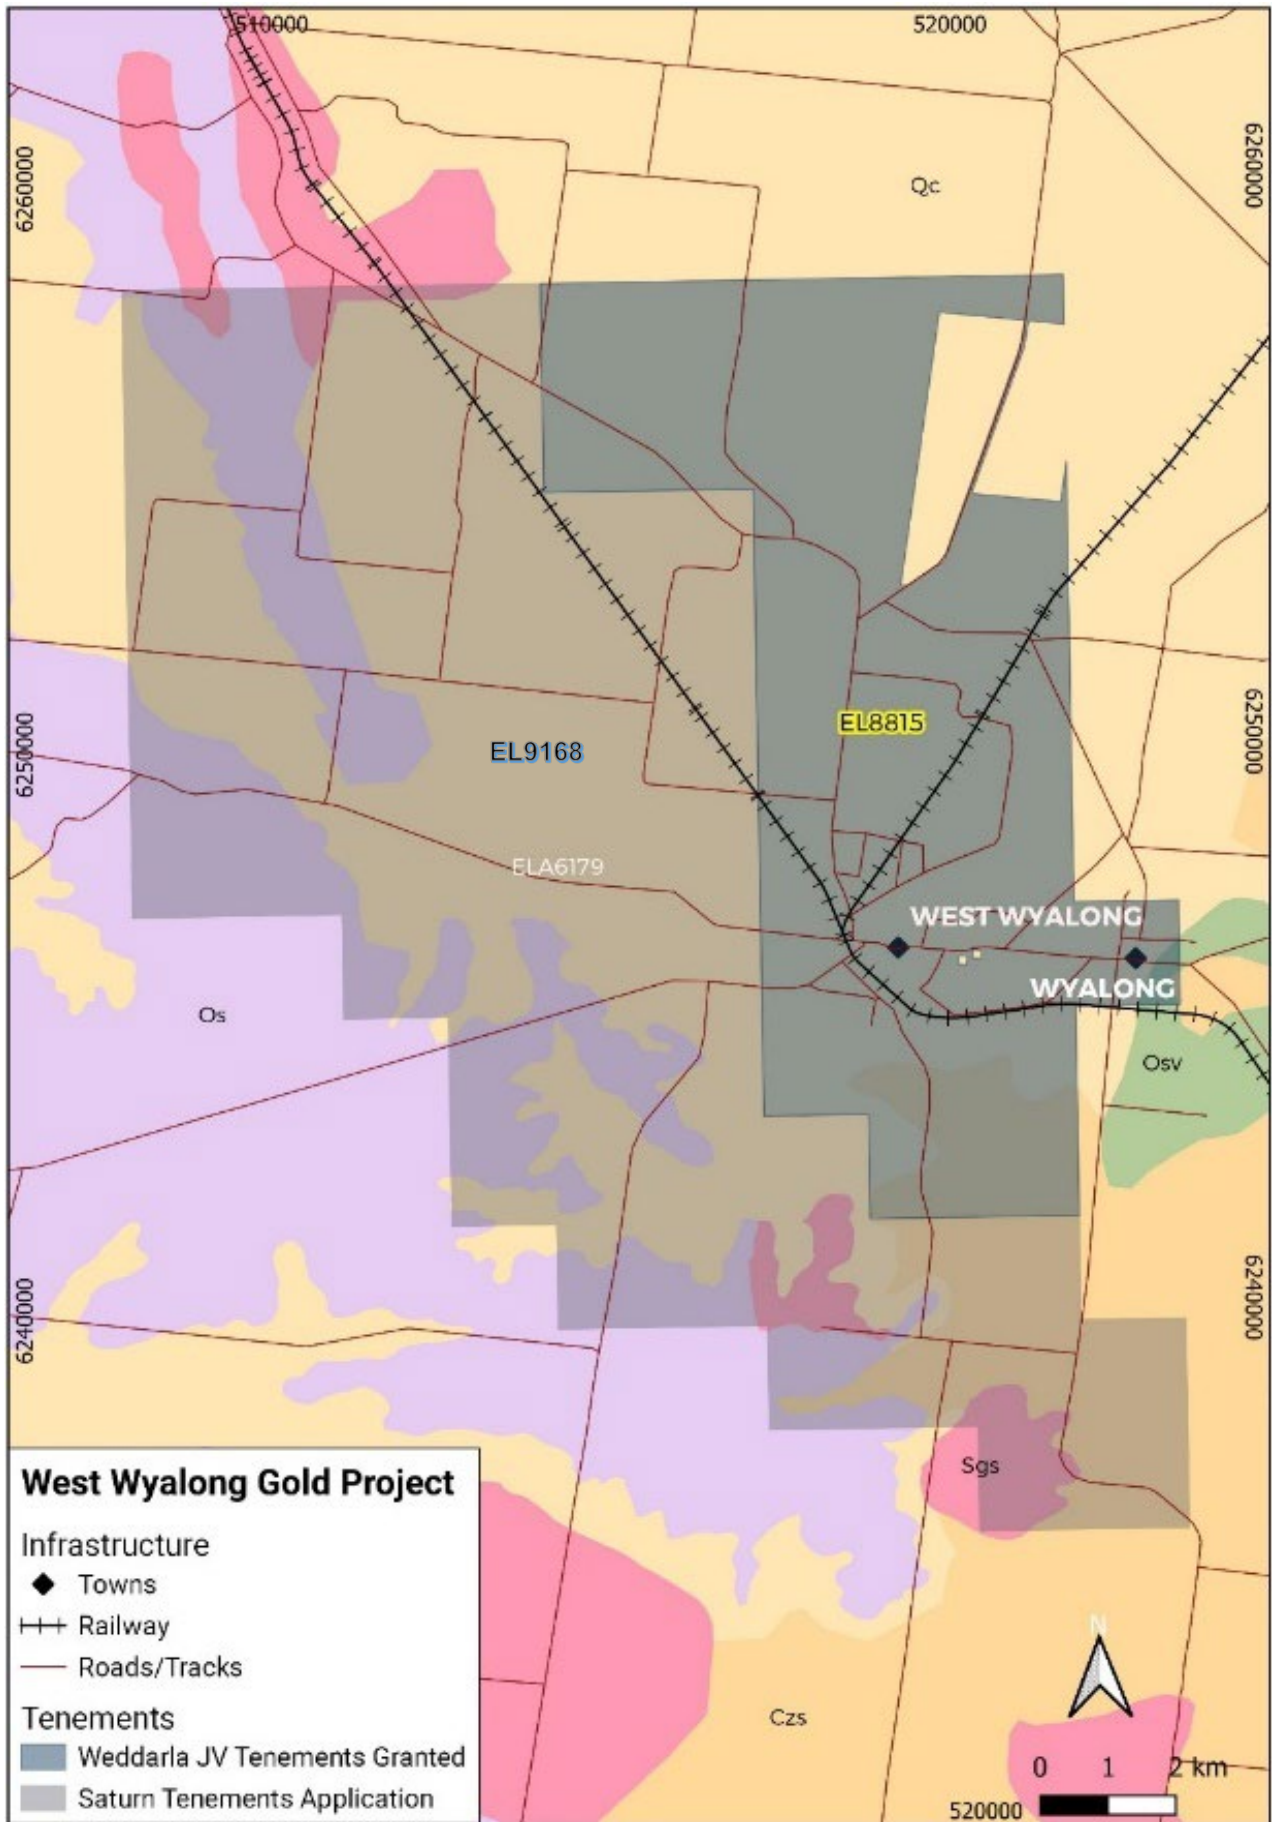 510000
520000
6260000
6260000
Qc
EL8815
6250000
6250000
EL9168
ELA6179
WEST WYALONG
WYALONG
Os
Osv
6240000
6240000
Sgs
West Wyalong Gold Project
Infrastructure
Towns
Railway
Roads/Tracks
Tenements
Weddarla JV Tenements Granted
Saturn Tenements Application
Czs
N
0 1 2 km
520000